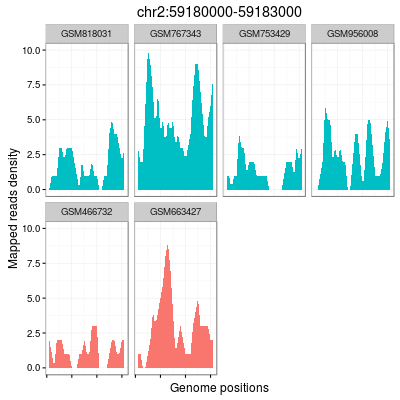 chr2:59180000-59183000
GSM818031 GSM767343 GSM753429 GSM956008
10.0
7.5
5.0
2.5
0.0
GSM466732 GSM663427
10.0
7.5
5.0
2.5
0.0
Mapped reads density
Genome positions